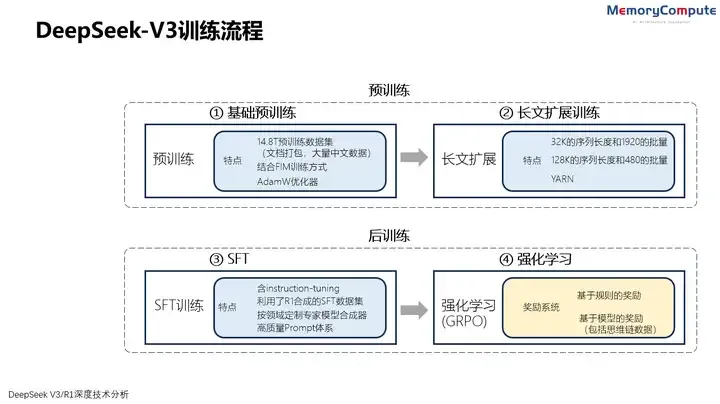 MemoryCompute
DeepSeek-V3训练流程
预训练
① 基础预训练
② 长文扩展训练
预训练
特点
14.8T预训练数据集
（文档打包，大量中文数据）
结合FIM训练方式
AdamW优化器
长文扩展
特点
32K的序列长度和1920的批量
128K的序列长度和480的批量
YARN
后训练
③ SFT
④ 强化学习
SFT训练
特点
含instruction-tuning
利用了R1合成的SFT数据集
按领域定制专家模型合成器
高质量Prompt体系
强化学习
(GRPO)
奖励系统
基于规则的奖励
基于模型的奖励
（包括思维链数据）
DeepSeek V3/R1深度技术分析